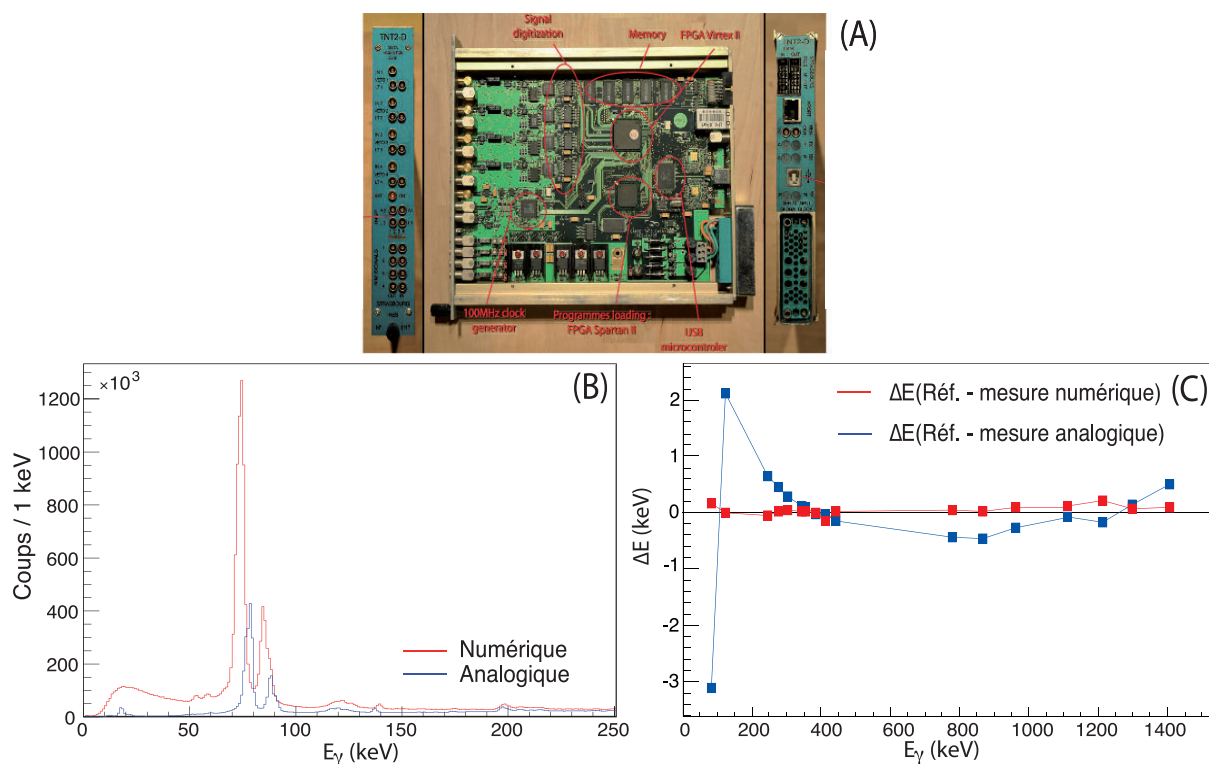 Signal
digitization
Memory
FPGA Virtex II
(A)
TNT2-D
TNT2-D
100MHz clock
generator
Programmes loading :
FPGA Spartan II
USB
microcontroler
×10³
(B)
1200
1000
800
600
400
200
0
Coups / 1 keV
Numérique
Analogique
0 50 100 150 200 250
Eγ (keV)
(C)
ΔE(Réf. - mesure numérique)
ΔE(Réf. - mesure analogique)
2
1
0
-1
-2
-3
ΔE (keV)
0 200 400 600 800 1000 1200 1400
Eγ (keV)